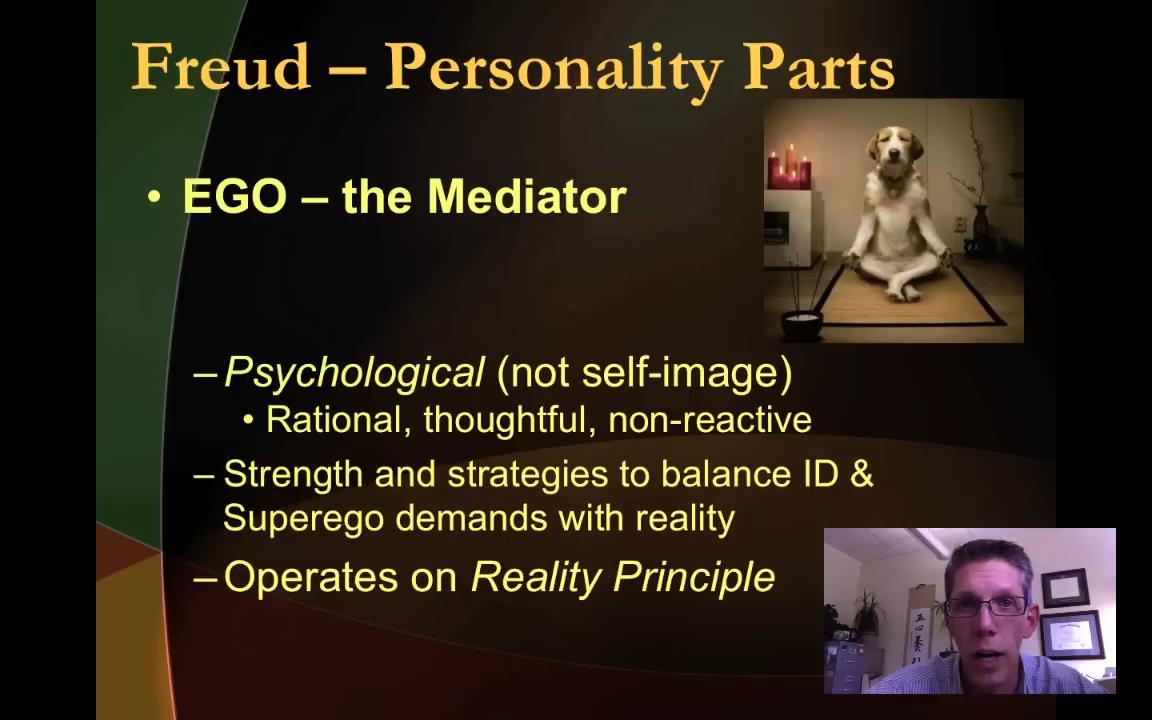 Freud – Personality Parts
• EGO – the Mediator
– Psychological (not self-image)
• Rational, thoughtful, non-reactive
– Strength and strategies to balance ID &
Superego demands with reality
– Operates on Reality Principle